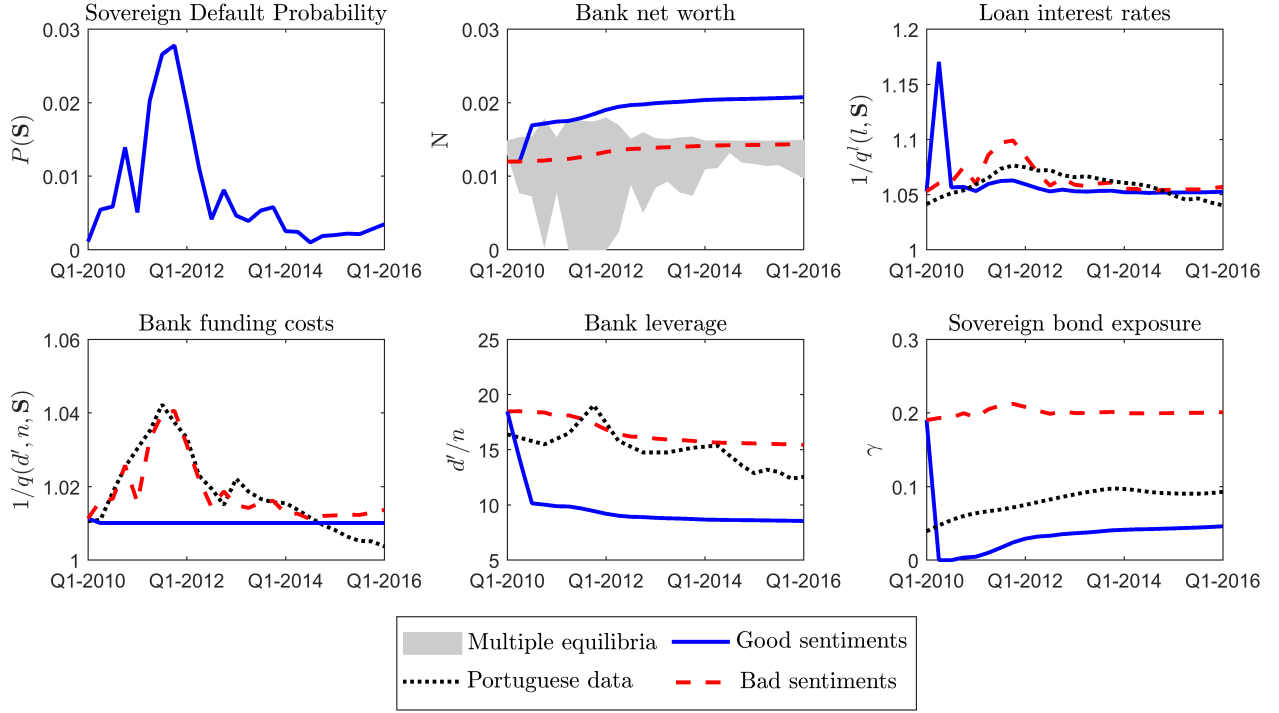 Sovereign Default Probability
0.03
0.02
0.01
0
P(S)
Q1-2010 Q1-2012 Q1-2014 Q1-2016
Bank net worth
0.03
0.02
0.01
0
N
Q1-2010 Q1-2012 Q1-2014 Q1-2016
Loan interest rates
1.2
1.15
1.1
1.05
1
1/qˡ(l, S)
Q1-2010 Q1-2012 Q1-2014 Q1-2016
Bank funding costs
1.06
1.04
1.02
1
1/q(d′, n, S)
Q1-2010 Q1-2012 Q1-2014 Q1-2016
Bank leverage
25
20
15
10
5
d′/n
Q1-2010 Q1-2012 Q1-2014 Q1-2016
Sovereign bond exposure
0.3
0.2
0.1
0
γ
Q1-2010 Q1-2012 Q1-2014 Q1-2016
Multiple equilibria Good sentiments
Portuguese data Bad sentiments